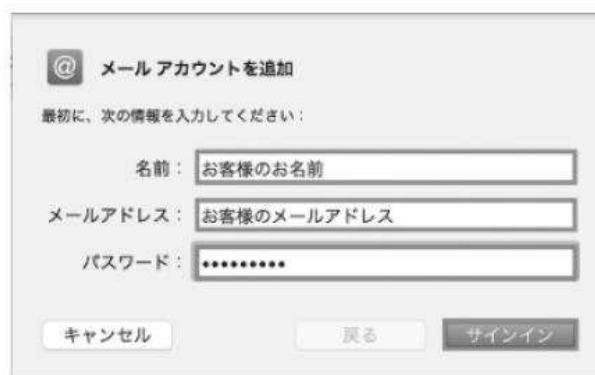 @ メール アカウントを追加
最初に、次の情報を入力してください：
名前： お客様のお名前
メールアドレス： お客様のメールアドレス
パスワード： •••••••••
キャンセル 戻る サインイン